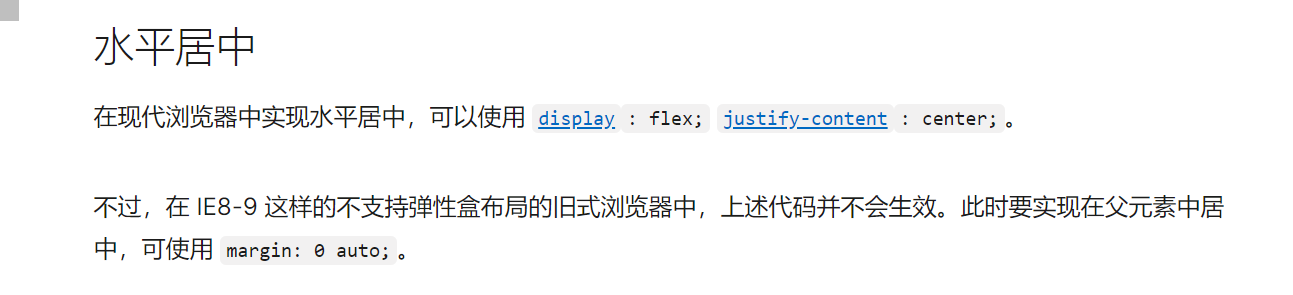 水平居中
在现代浏览器中实现水平居中，可以使用 display : flex; justify-content : center; 。
不过，在 IE8-9 这样的不支持弹性盒布局的旧式浏览器中，上述代码并不会生效。此时要实现在父元素中居
中，可使用 margin: 0 auto; 。